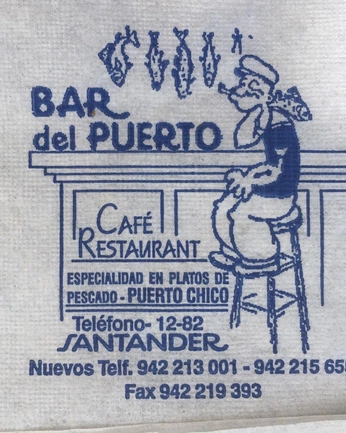 BAR
del PUERTO
CAFÉ
RESTAURANT
ESPECIALIDAD EN PLATOS DE
PESCADO - PUERTO CHICO
Teléfono- 12-82
SANTANDER
Nuevos Telf. 942 213 001 - 942 215 655
Fax 942 219 393